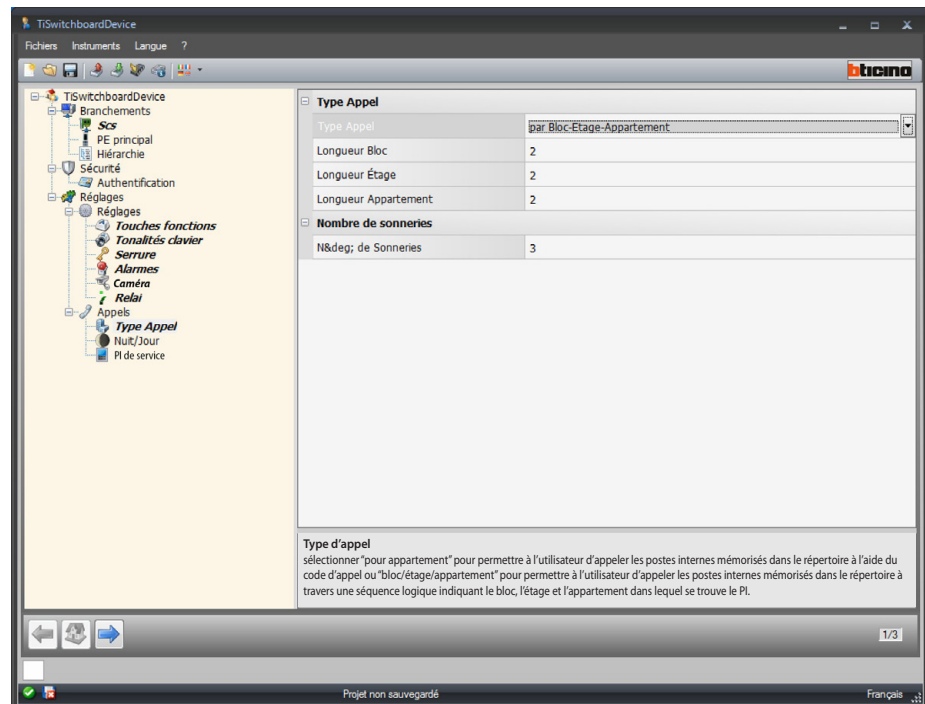 TiSwitchboardDevice
Fichiers Instruments Langue ?
bticino
TiSwitchboardDevice
Branchements
Scs
PE principal
Hiérarchie
Sécurité
Authentification
Réglages
Réglages
Touches fonctions
Tonalités clavier
Serrure
Alarmes
Caméra
Relai
Appels
Type Appel
Nuit/Jour
PI de service
Type Appel
Type Appel par Bloc-Etage-Appartement
Longueur Bloc 2
Longueur Étage 2
Longueur Appartement 2
Nombre de sonneries
N&deg; de Sonneries 3
Type d'appel
sélectionner "pour appartement" pour permettre à l'utilisateur d'appeler les postes internes mémorisés dans le répertoire à l'aide du
code d'appel ou "bloc/étage/appartement" pour permettre à l'utilisateur d'appeler les postes internes mémorisés dans le répertoire à
travers une séquence logique indiquant le bloc, l'étage et l'appartement dans lequel se trouve le PI.
1/3
Projet non sauvegardé
Français